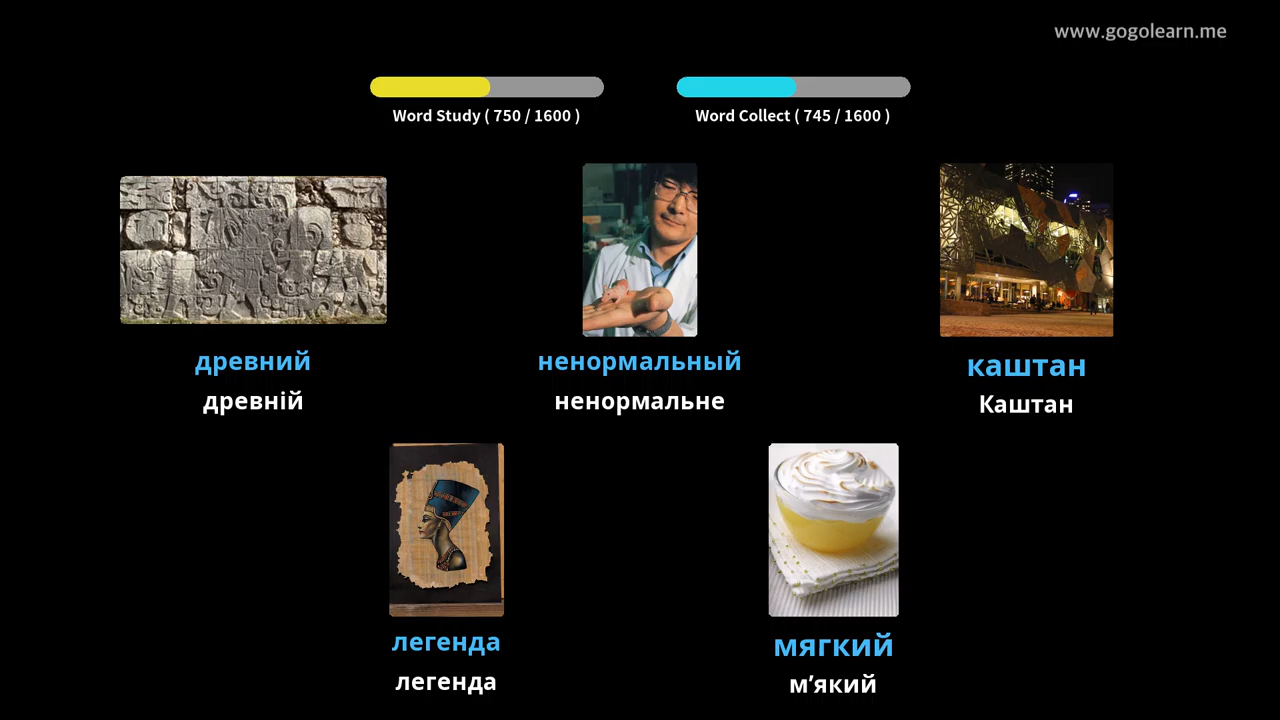 www.gogolearn.me
Word Study ( 750 / 1600 )
Word Collect ( 745 / 1600 )
древний
древній
ненормальный
ненормальне
каштан
Каштан
легенда
легенда
мягкий
м’який